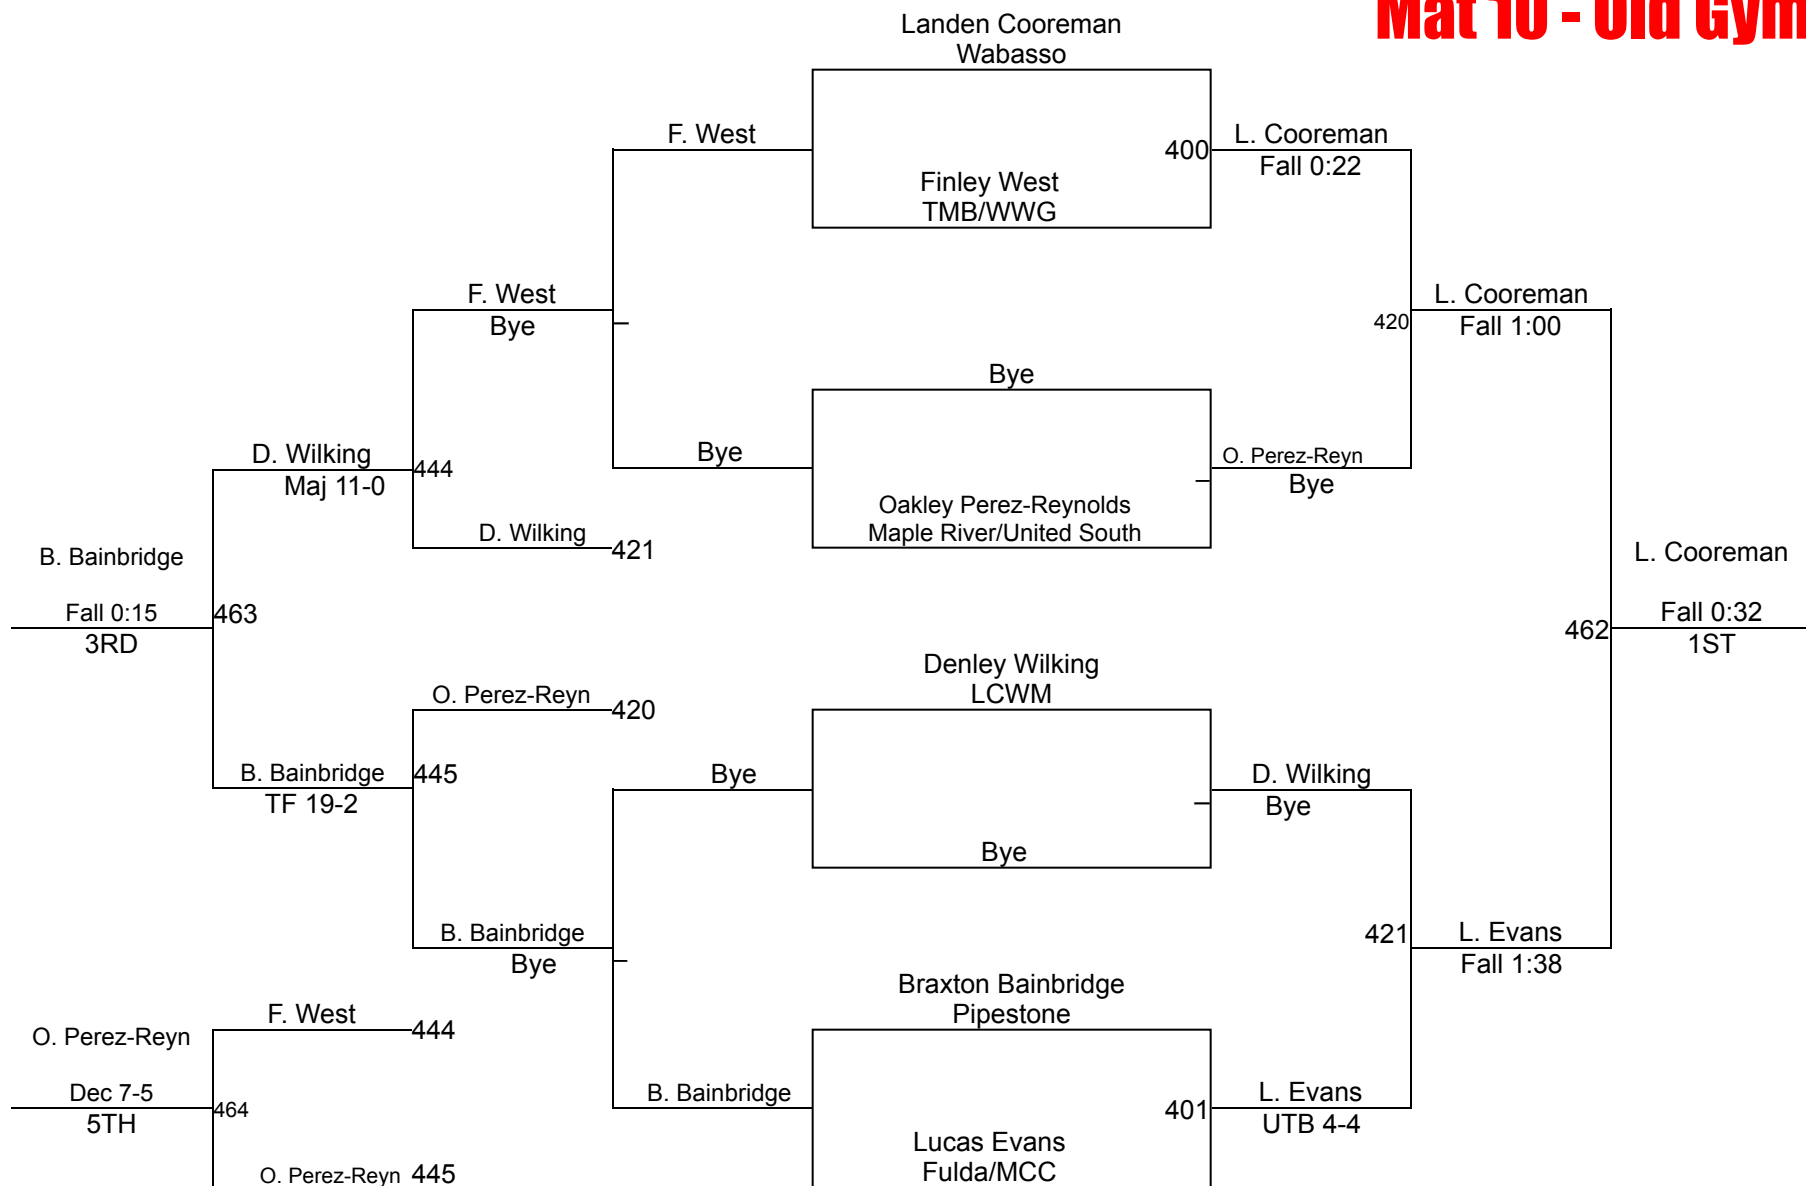 Mat 10 - Old Gym
Landen Cooreman
Wabasso
F. West
400
L. Cooreman
Fall 0:22
Finley West
TMB/WWG
F. West
Bye
L. Cooreman
420
Fall 1:00
Bye
D. Wilking
Maj 11-0
444
Bye
O. Perez-Reyn
Bye
Oakley Perez-Reynolds
Maple River/United South
D. Wilking
421
B. Bainbridge
Fall 0:15
3RD
463
L. Cooreman
462
Fall 0:32
1ST
Denley Wilking
LCWM
O. Perez-Reyn
420
B. Bainbridge
TF 19-2
445
Bye
D. Wilking
Bye
Bye
B. Bainbridge
Bye
421
L. Evans
Fall 1:38
Braxton Bainbridge
Pipestone
F. West
444
O. Perez-Reyn
Dec 7-5
5TH
464
B. Bainbridge
401
L. Evans
UTB 4-4
Lucas Evans
Fulda/MCC
O. Perez-Reyn
445